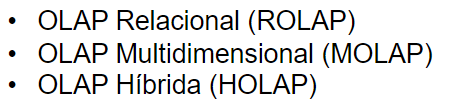 • OLAP Relacional (ROLAP)
• OLAP Multidimensional (MOLAP)
• OLAP Híbrida (HOLAP)